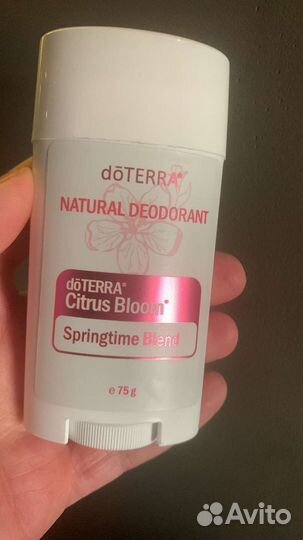 dōTERRA®
NATURAL DEODORANT
dōTERRA®
Citrus Bloom®
Springtime Blend
e 75 g
Avito